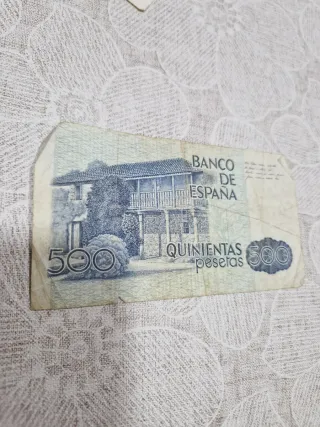 BANCO
DE
ESPAÑA
500
QUINIENTAS
500
pesetas